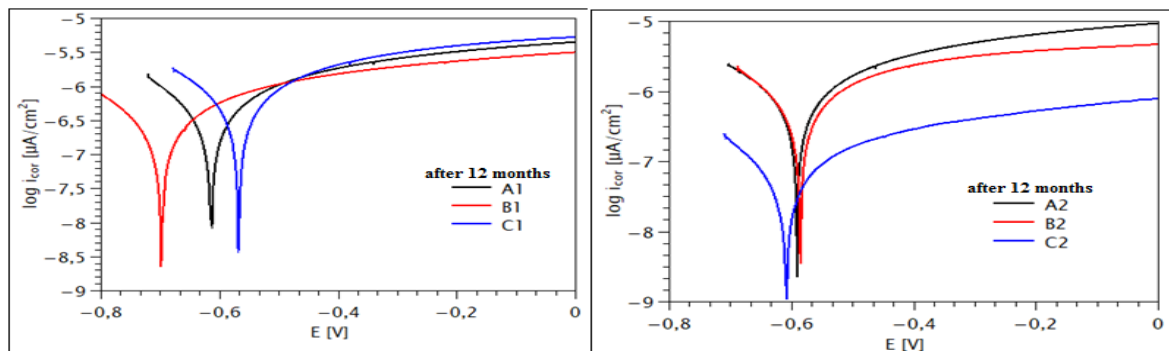 −5
−5.5
−6
−6.5
−7
−7.5
−8
−8.5
−9
log i_cor [µA/cm²]
after 12 months
A1
B1
C1
−0,8
−0,6
−0,4
−0,2
0
E [V]
−5
−6
−7
−8
−9
log i_cor [µA/cm²]
after 12 months
A2
B2
C2
−0,8
−0,6
−0,4
−0,2
0
E [V]